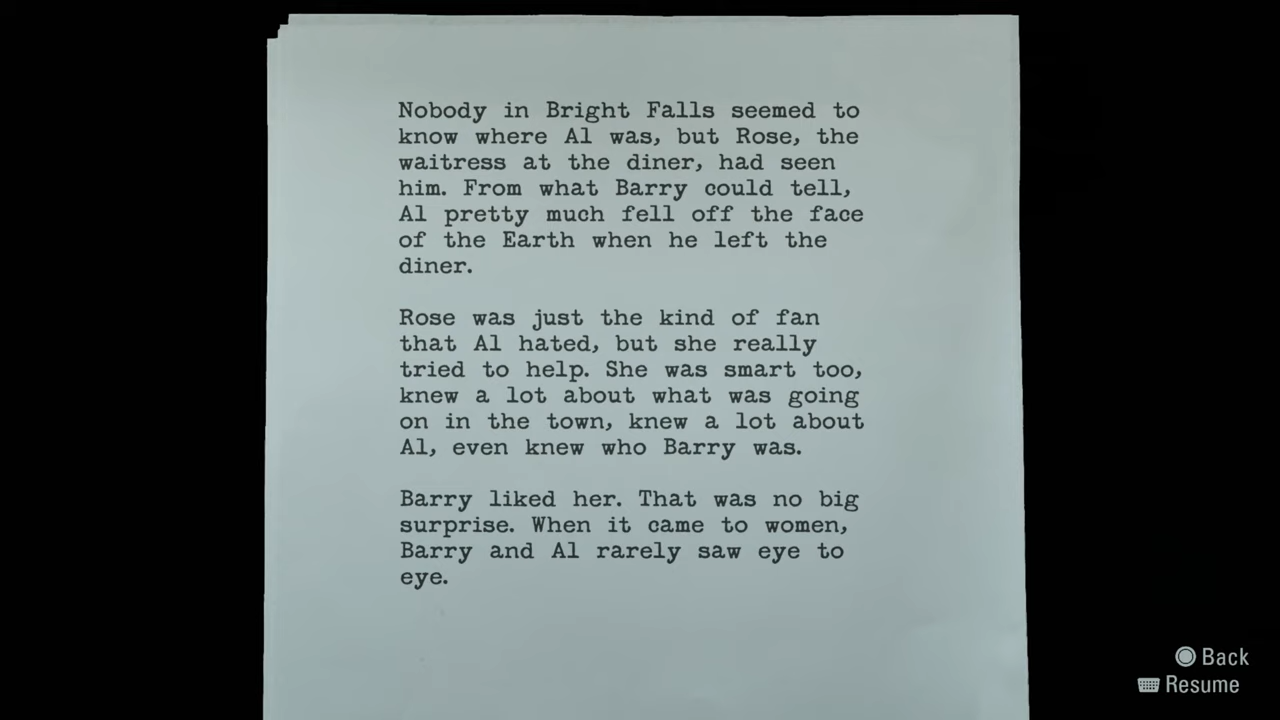 Nobody in Bright Falls seemed to
know where Al was, but Rose, the
waitress at the diner, had seen
him. From what Barry could tell,
Al pretty much fell off the face
of the Earth when he left the
diner.
Rose was just the kind of fan
that Al hated, but she really
tried to help. She was smart too,
knew a lot about what was going
on in the town, knew a lot about
Al, even knew who Barry was.
Barry liked her. That was no big
surprise. When it came to women,
Barry and Al rarely saw eye to
eye.
Back
Resume